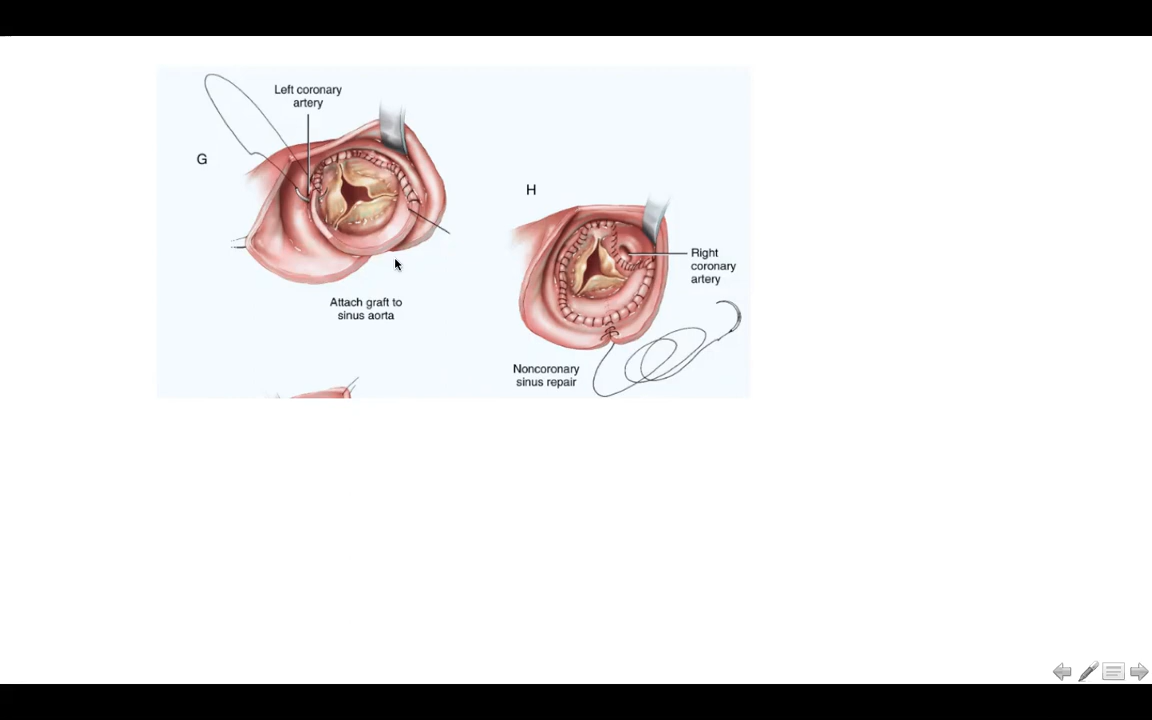 Left coronary
artery
G
H
Right
coronary
artery
Attach graft to
sinus aorta
Noncoronary
sinus repair